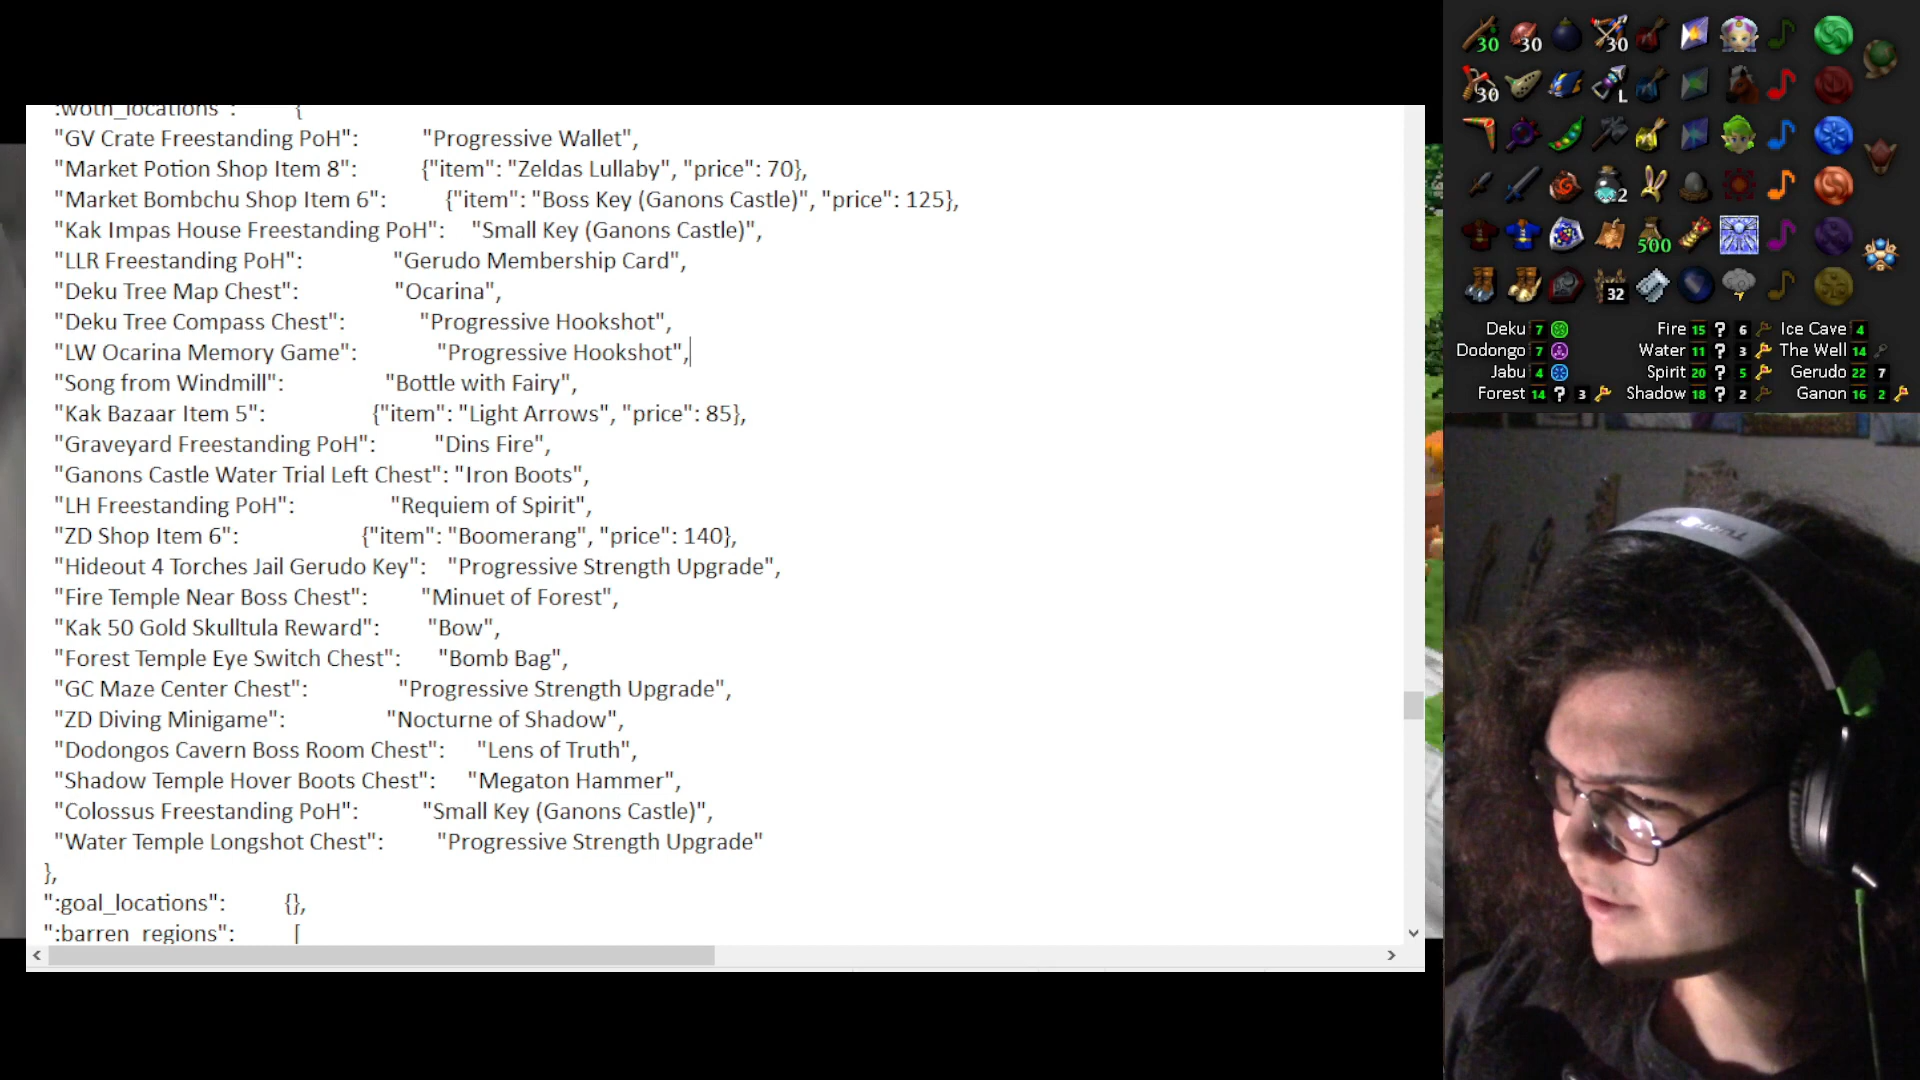 ":woth_locations": {
"GV Crate Freestanding PoH": "Progressive Wallet",
"Market Potion Shop Item 8": {"item": "Zeldas Lullaby", "price": 70},
"Market Bombchu Shop Item 6": {"item": "Boss Key (Ganons Castle)", "price": 125},
"Kak Impas House Freestanding PoH": "Small Key (Ganons Castle)",
"LLR Freestanding PoH": "Gerudo Membership Card",
"Deku Tree Map Chest": "Ocarina",
"Deku Tree Compass Chest": "Progressive Hookshot",
"LW Ocarina Memory Game": "Progressive Hookshot",
"Song from Windmill": "Bottle with Fairy",
"Kak Bazaar Item 5": {"item": "Light Arrows", "price": 85},
"Graveyard Freestanding PoH": "Dins Fire",
"Ganons Castle Water Trial Left Chest": "Iron Boots",
"LH Freestanding PoH": "Requiem of Spirit",
"ZD Shop Item 6": {"item": "Boomerang", "price": 140},
"Hideout 4 Torches Jail Gerudo Key": "Progressive Strength Upgrade",
"Fire Temple Near Boss Chest": "Minuet of Forest",
"Kak 50 Gold Skulltula Reward": "Bow",
"Forest Temple Eye Switch Chest": "Bomb Bag",
"GC Maze Center Chest": "Progressive Strength Upgrade",
"ZD Diving Minigame": "Nocturne of Shadow",
"Dodongos Cavern Boss Room Chest": "Lens of Truth",
"Shadow Temple Hover Boots Chest": "Megaton Hammer",
"Colossus Freestanding PoH": "Small Key (Ganons Castle)",
"Water Temple Longshot Chest": "Progressive Strength Upgrade"
},
":goal_locations": {},
":barren_regions": [
30 30 30
30 L
2
500
32
Deku 7 Fire 15 ? 6 Ice Cave 4
Dodongo 7 Water 11 ? 3 The Well 14
Jabu 4 Spirit 20 ? 5 Gerudo 22 7
Forest 14 ? 3 Shadow 18 ? 2 Ganon 16 2